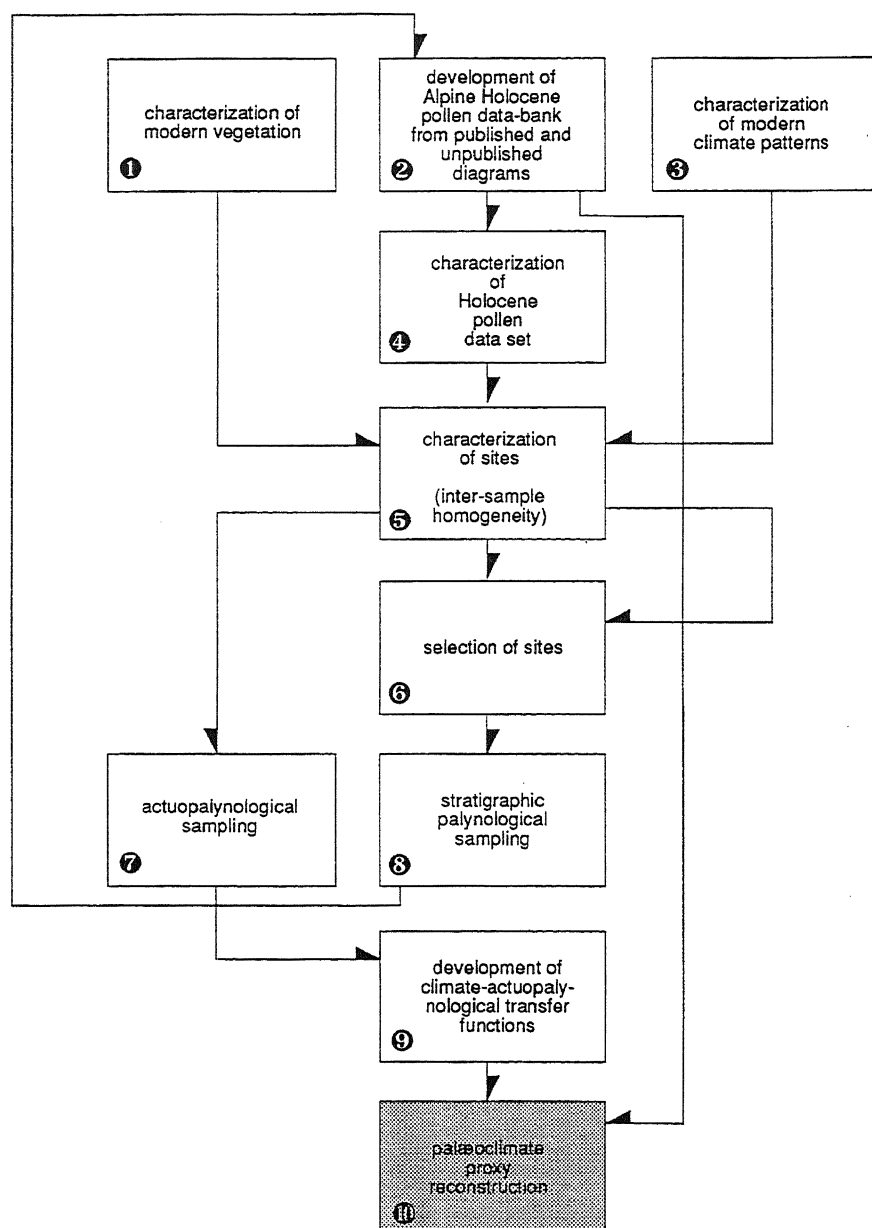 characterization of
modern vegetation
1
development of
Alpine Holocene
pollen data-bank
from published and
unpublished
diagrams
2
characterization
of modern
climate patterns
3
characterization
of
Holocene
pollen
data set
4
characterization
of sites
(inter-sample
homogeneity)
5
selection of sites
6
actuopalynological
sampling
7
stratigraphic
palynological
sampling
8
development of
climate-actuopaly-
nological transfer
functions
9
palæoclimate
proxy
reconstruction
10